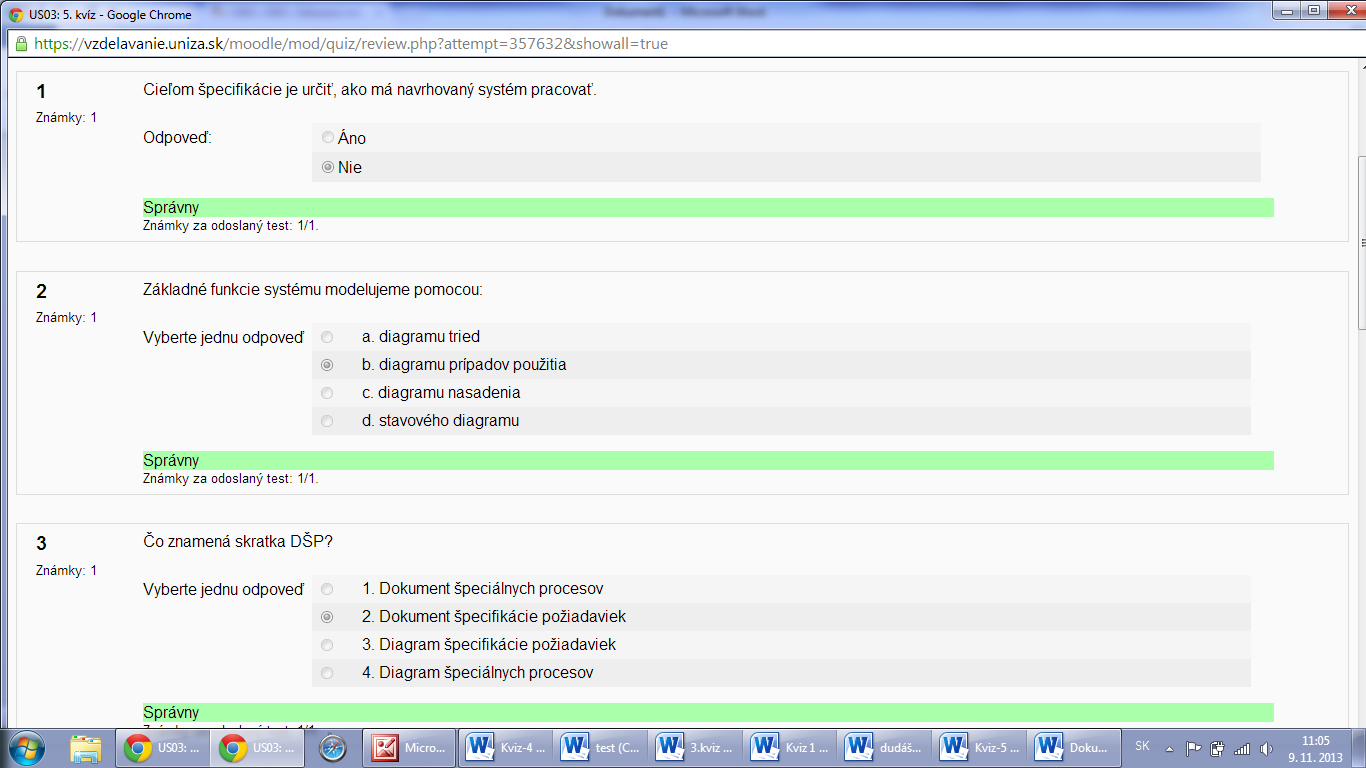 US03: 5. kvíz - Google Chrome
https://vzdelavanie.uniza.sk/moodle/mod/quiz/review.php?attempt=357632&showall=true
1
Známky: 1
Cieľom špecifikácie je určiť, ako má navrhovaný systém pracovať.
Odpoveď:
Áno
Nie
Správny
Známky za odoslaný test: 1/1.
2
Známky: 1
Základné funkcie systému modelujeme pomocou:
Vyberte jednu odpoveď
a. diagramu tried
b. diagramu prípadov použitia
c. diagramu nasadenia
d. stavového diagramu
Správny
Známky za odoslaný test: 1/1.
3
Známky: 1
Čo znamená skratka DŠP?
Vyberte jednu odpoveď
1. Dokument špeciálnych procesov
2. Dokument špecifikácie požiadaviek
3. Diagram špecifikácie požiadaviek
4. Diagram špeciálnych procesov
Správny
US03: ...
US03: ...
Micro...
Kviz-4 ...
test (C...
3.kviz ...
Kviz 1 ...
dudáš...
Kviz-5 ...
Doku...
SK
11:05
9. 11. 2013